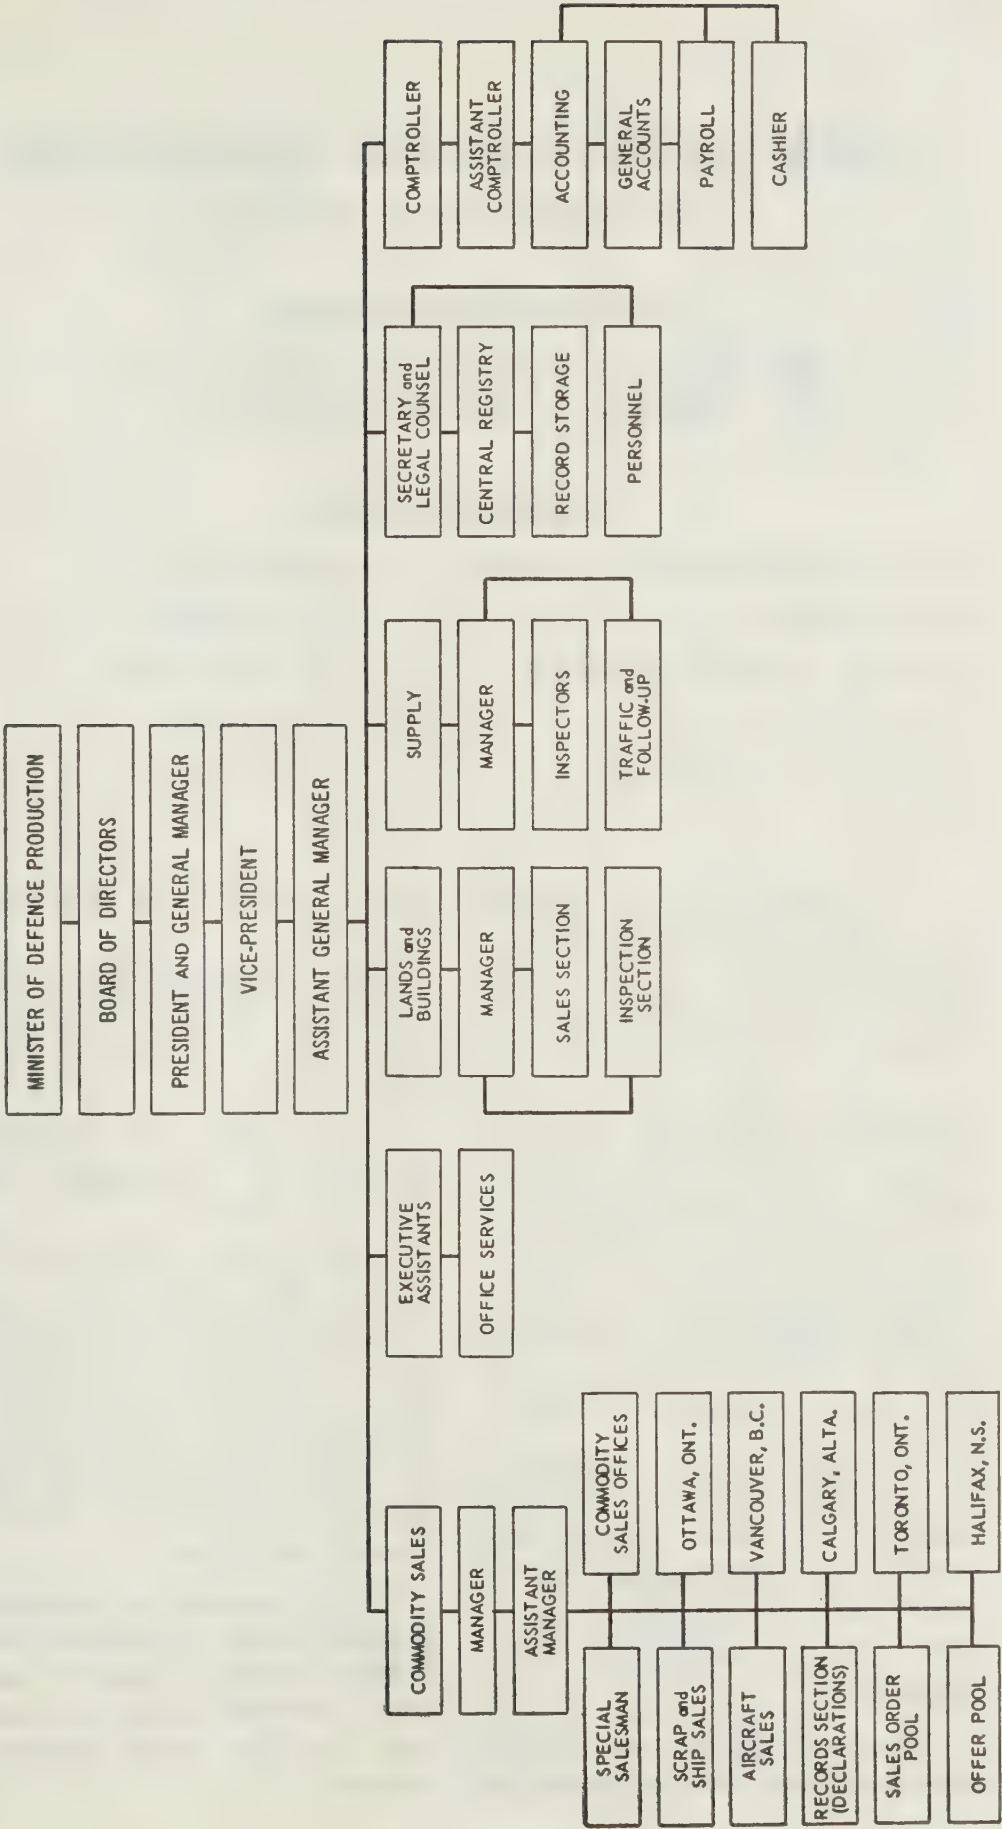 MINISTER OF DEFENCE PRODUCTION
BOARD OF DIRECTORS
PRESIDENT AND GENERAL MANAGER
VICE-PRESIDENT
ASSISTANT GENERAL MANAGER
COMMODITY SALES
MANAGER
ASSISTANT
MANAGER
SPECIAL
SALESMAN
SCRAP and
SHIP SALES
AIRCRAFT
SALES
RECORDS SECTION
(DECLARATIONS)
SALES ORDER
POOL
OFFER POOL
COMMODITY
SALES OFFICES
OTTAWA, ONT.
VANCOUVER, B.C.
CALGARY, ALTA.
TORONTO, ONT.
HALIFAX, N.S.
EXECUTIVE
ASSISTANTS
OFFICE SERVICES
LANDS and
BUILDINGS
MANAGER
SALES SECTION
INSPECTION
SECTION
SUPPLY
MANAGER
INSPECTORS
TRAFFIC and
FOLLOW-UP
SECRETARY and
LEGAL COUNSEL
CENTRAL REGISTRY
RECORD STORAGE
PERSONNEL
COMPTROLLER
ASSISTANT
COMPTROLLER
ACCOUNTING
GENERAL
ACCOUNTS
PAYROLL
CASHIER